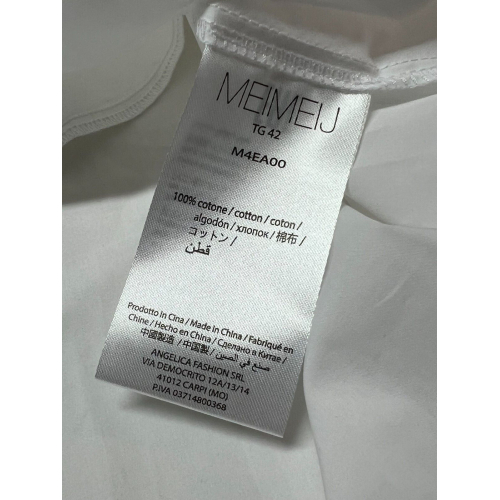 MEIMEIJ
TG 42
M4EA00
100% cotone / cotton / coton /
algodón / хлопок / 棉布 /
コットン /
قطن
Prodotto in Cina / Made in China / Fabriqué en
Chine / Hecho en China / Сделано в Китае /
中國製造 / 中国製 / صنع في الصين
ANGELICA FASHION SRL
VIA DEMOCRITO 12A/13/14
41012 CARPI (MO)
P.IVA 03714800368